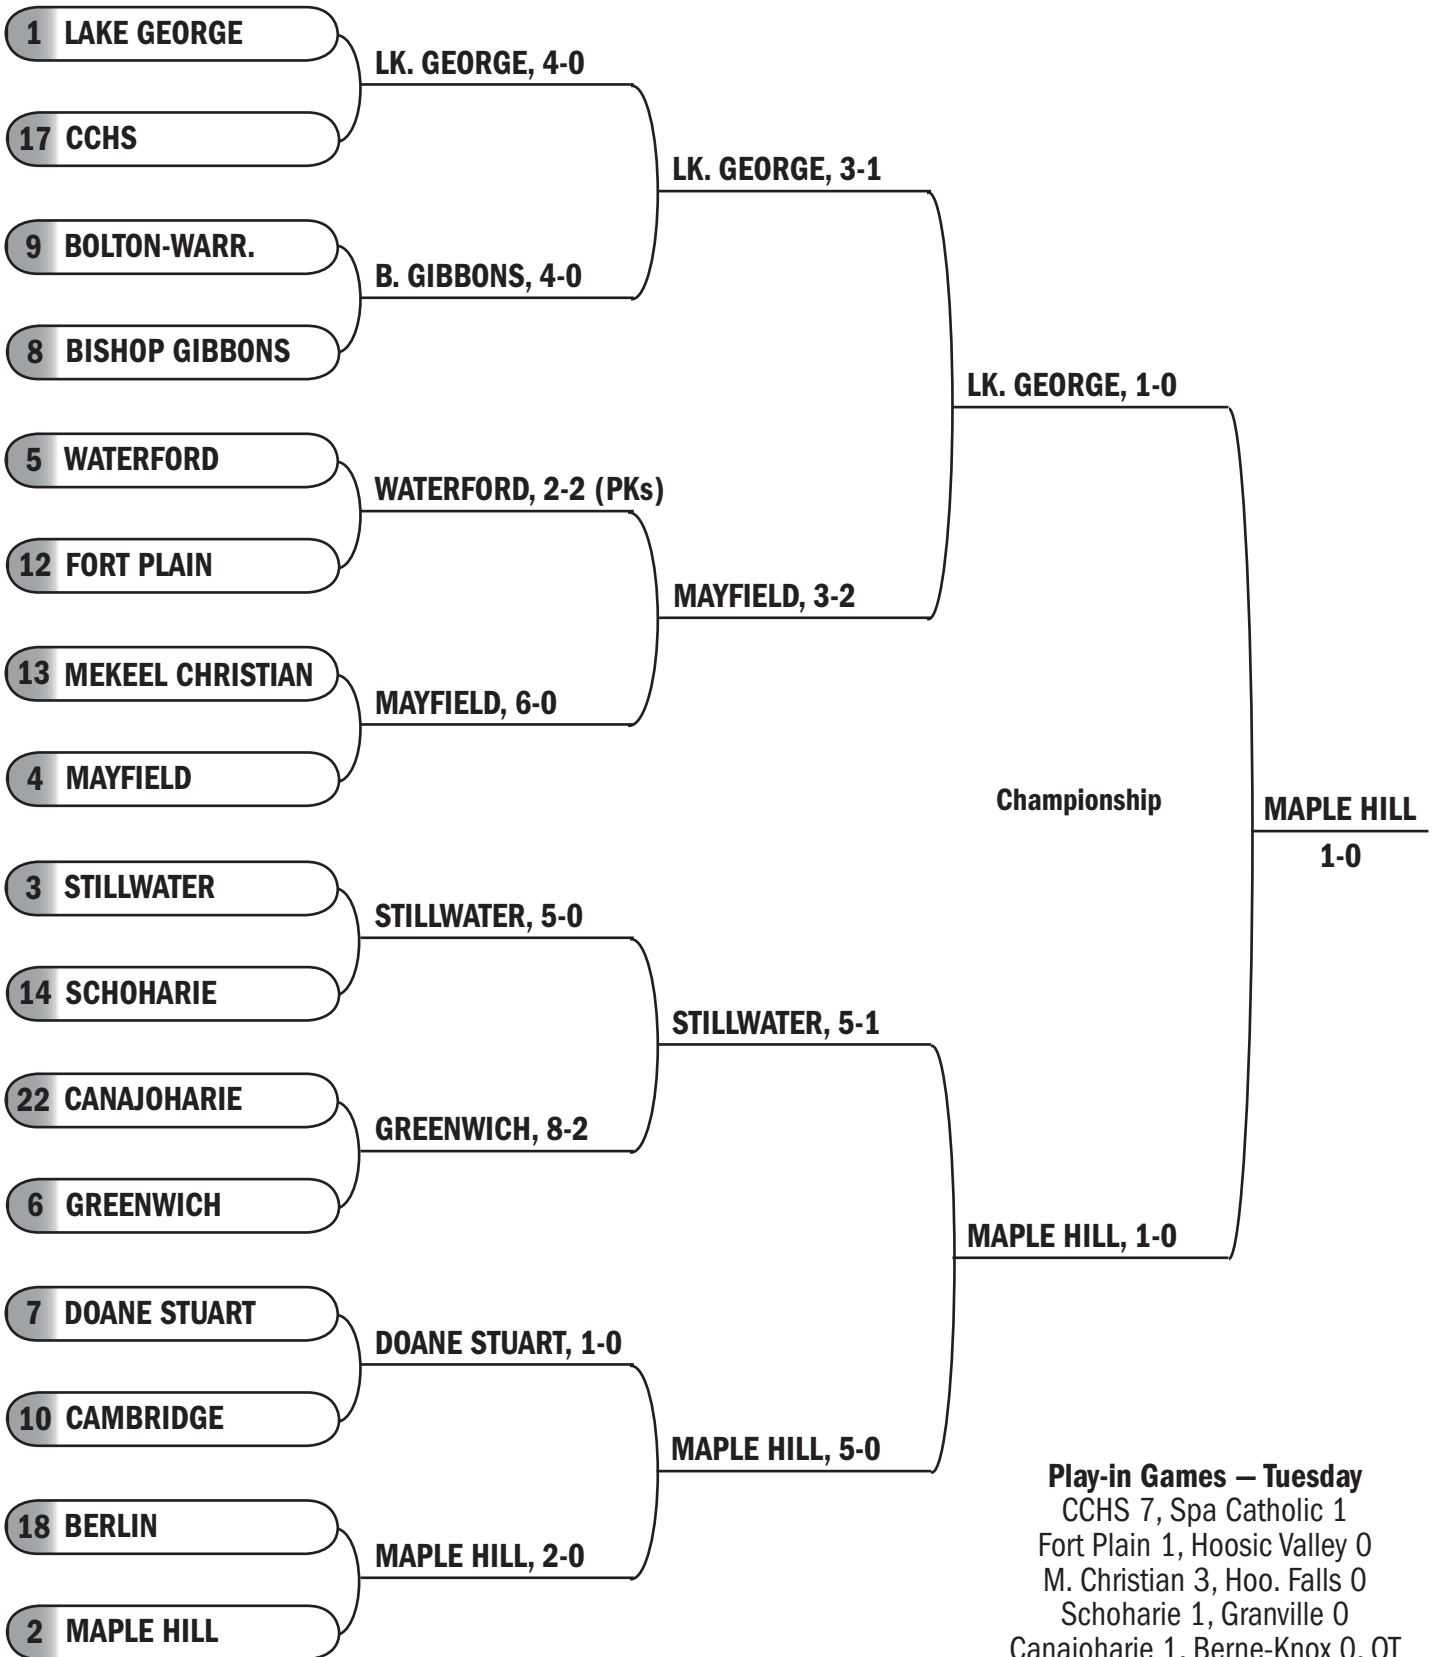 1 LAKE GEORGE
17 CCHS
9 BOLTON-WARR.
8 BISHOP GIBBONS
5 WATERFORD
12 FORT PLAIN
13 MEKEEL CHRISTIAN
4 MAYFIELD
3 STILLWATER
14 SCHOHARIE
22 CANAJOHARIE
6 GREENWICH
7 DOANE STUART
10 CAMBRIDGE
18 BERLIN
2 MAPLE HILL
LK. GEORGE, 4-0
B. GIBBONS, 4-0
WATERFORD, 2-2 (PKs)
MAYFIELD, 6-0
STILLWATER, 5-0
GREENWICH, 8-2
DOANE STUART, 1-0
MAPLE HILL, 2-0
LK. GEORGE, 3-1
MAYFIELD, 3-2
STILLWATER, 5-1
MAPLE HILL, 5-0
LK. GEORGE, 1-0
MAPLE HILL, 1-0
Championship
MAPLE HILL
1-0
Play-in Games — Tuesday
CCHS 7, Spa Catholic 1
Fort Plain 1, Hoosic Valley 0
M. Christian 3, Hoo. Falls 0
Schoharie 1, Granville 0
Canajoharie 1, Berne-Knox 0, OT